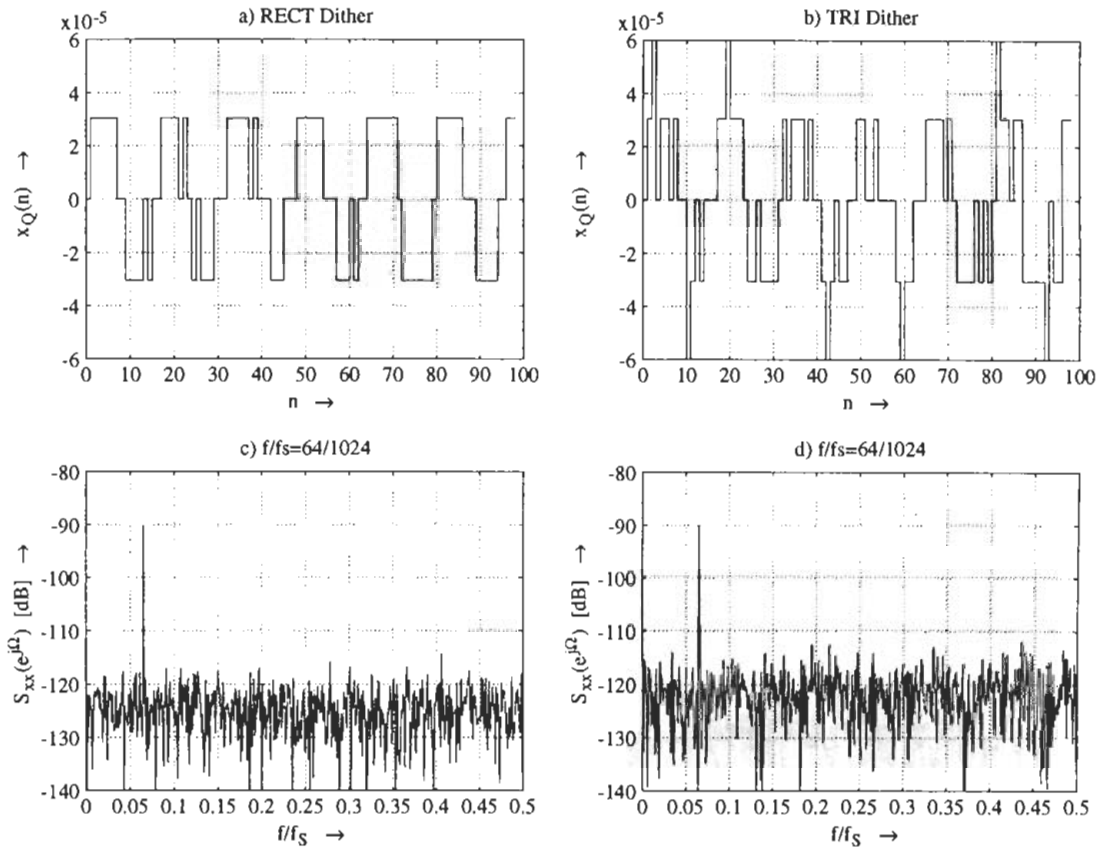 a) RECT Dither
x10^-5
6
4
2
0
-2
-4
-6
x_Q(n) →
0 10 20 30 40 50 60 70 80 90 100
n →
b) TRI Dither
x10^-5
6
4
2
0
-2
-4
-6
x_Q(n) →
0 10 20 30 40 50 60 70 80 90 100
n →
c) f/fs=64/1024
-80
-90
-100
-110
-120
-130
-140
S_xx(e^jΩ) [dB] →
0 0.05 0.1 0.15 0.2 0.25 0.3 0.35 0.4 0.45 0.5
f/f_S →
d) f/fs=64/1024
-80
-90
-100
-110
-120
-130
-140
S_xx(e^jΩ) [dB] →
0 0.05 0.1 0.15 0.2 0.25 0.3 0.35 0.4 0.45 0.5
f/f_S →